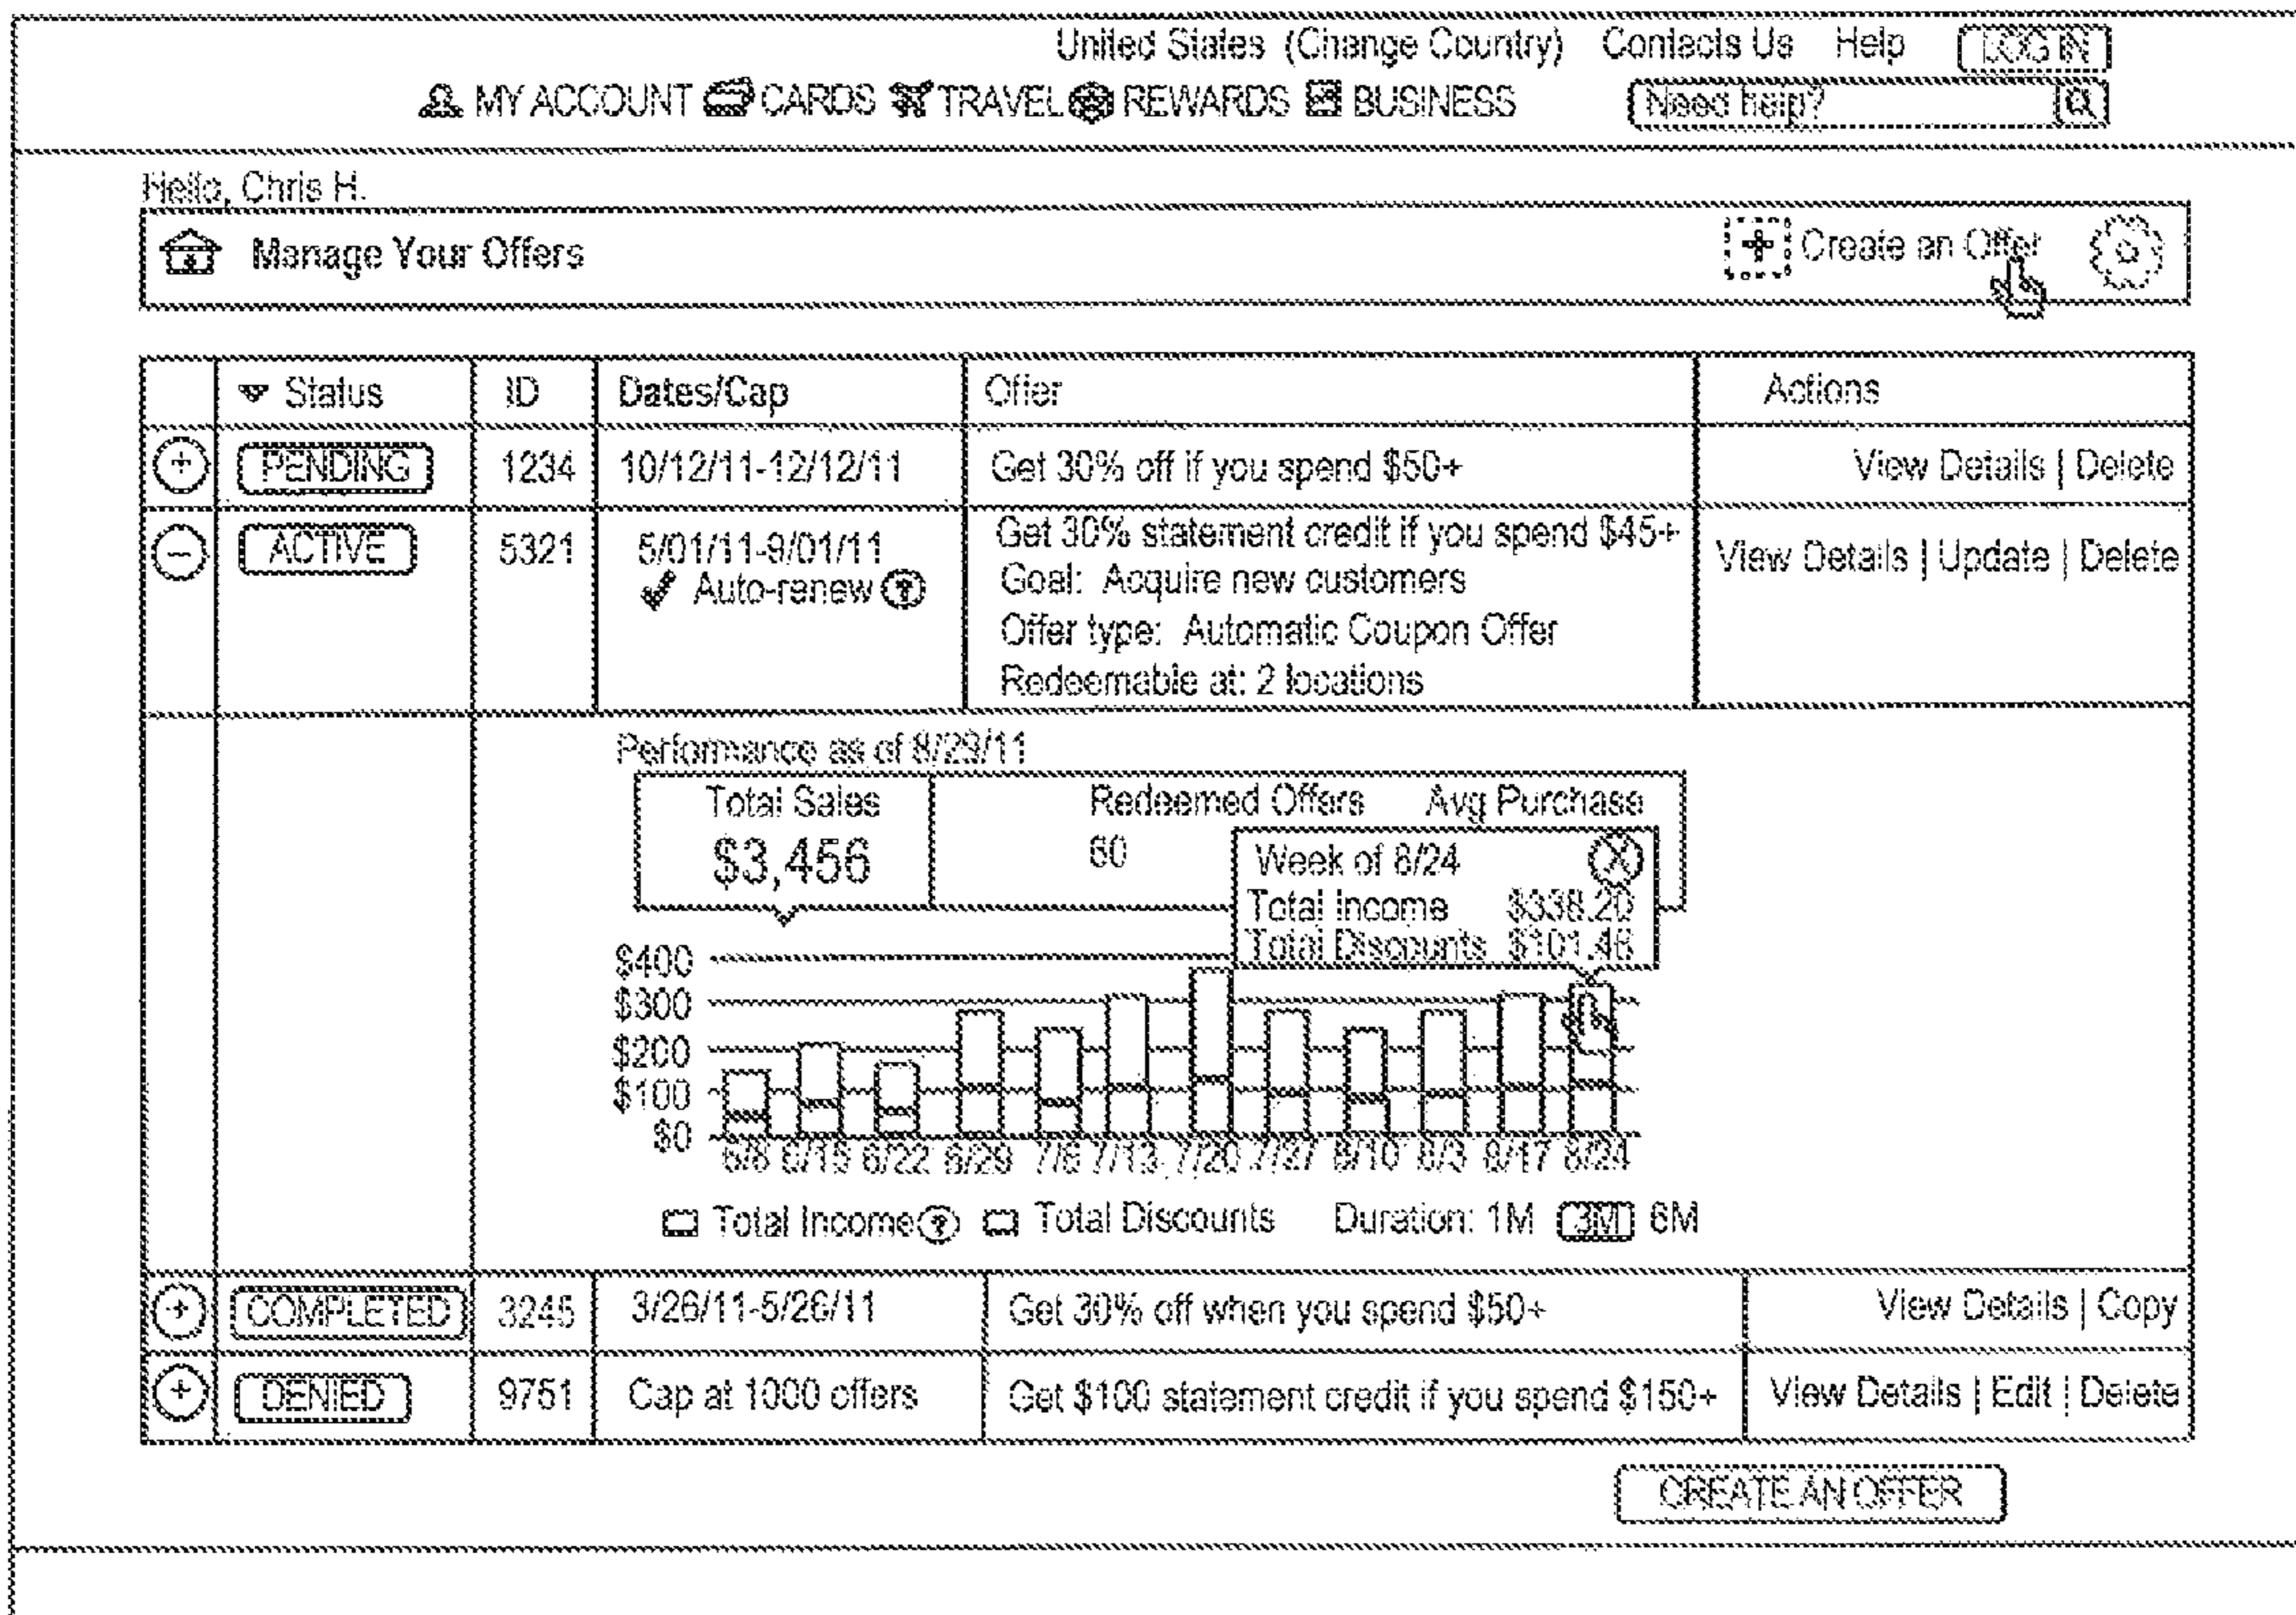 United States (Change Country) Contacts Us Help LOG IN
MY ACCOUNT CARDS TRAVEL REWARDS BUSINESS Need help?
Hello, Chris H.
Manage Your Offers Create an Offer
Status ID Dates/Cap Offer Actions
PENDING 1234 10/12/11-12/12/11 Get 30% off if you spend $50+ View Details | Delete
ACTIVE 5321 5/01/11-9/01/11 Get 30% statement credit if you spend $45+ View Details | Update | Delete
Auto-renew ? Goal: Acquire new customers
Offer type: Automatic Coupon Offer
Redeemable at: 2 locations
Performance as of 8/29/11
Total Sales Redeemed Offers Avg Purchase
$3,456 60 Week of 8/24 X
Total Income $338.20
Total Discounts $101.46
$400
$300
$200
$100
$0
6/8 6/15 6/22 6/29 7/6 7/13 7/20 7/27 8/10 8/3 8/17 8/24
Total Income ? Total Discounts Duration: 1M 3M 6M
COMPLETED 3245 3/26/11-5/26/11 Get 30% off when you spend $50+ View Details | Copy
DENIED 9751 Cap at 1000 offers Get $100 statement credit if you spend $150+ View Details | Edit | Delete
CREATE AN OFFER